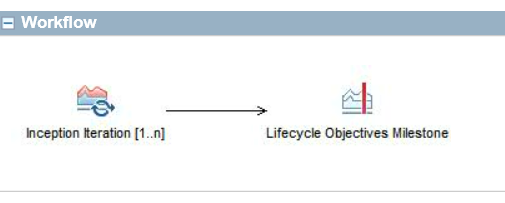 Workflow
Inception Iteration [1..n]
Lifecycle Objectives Milestone